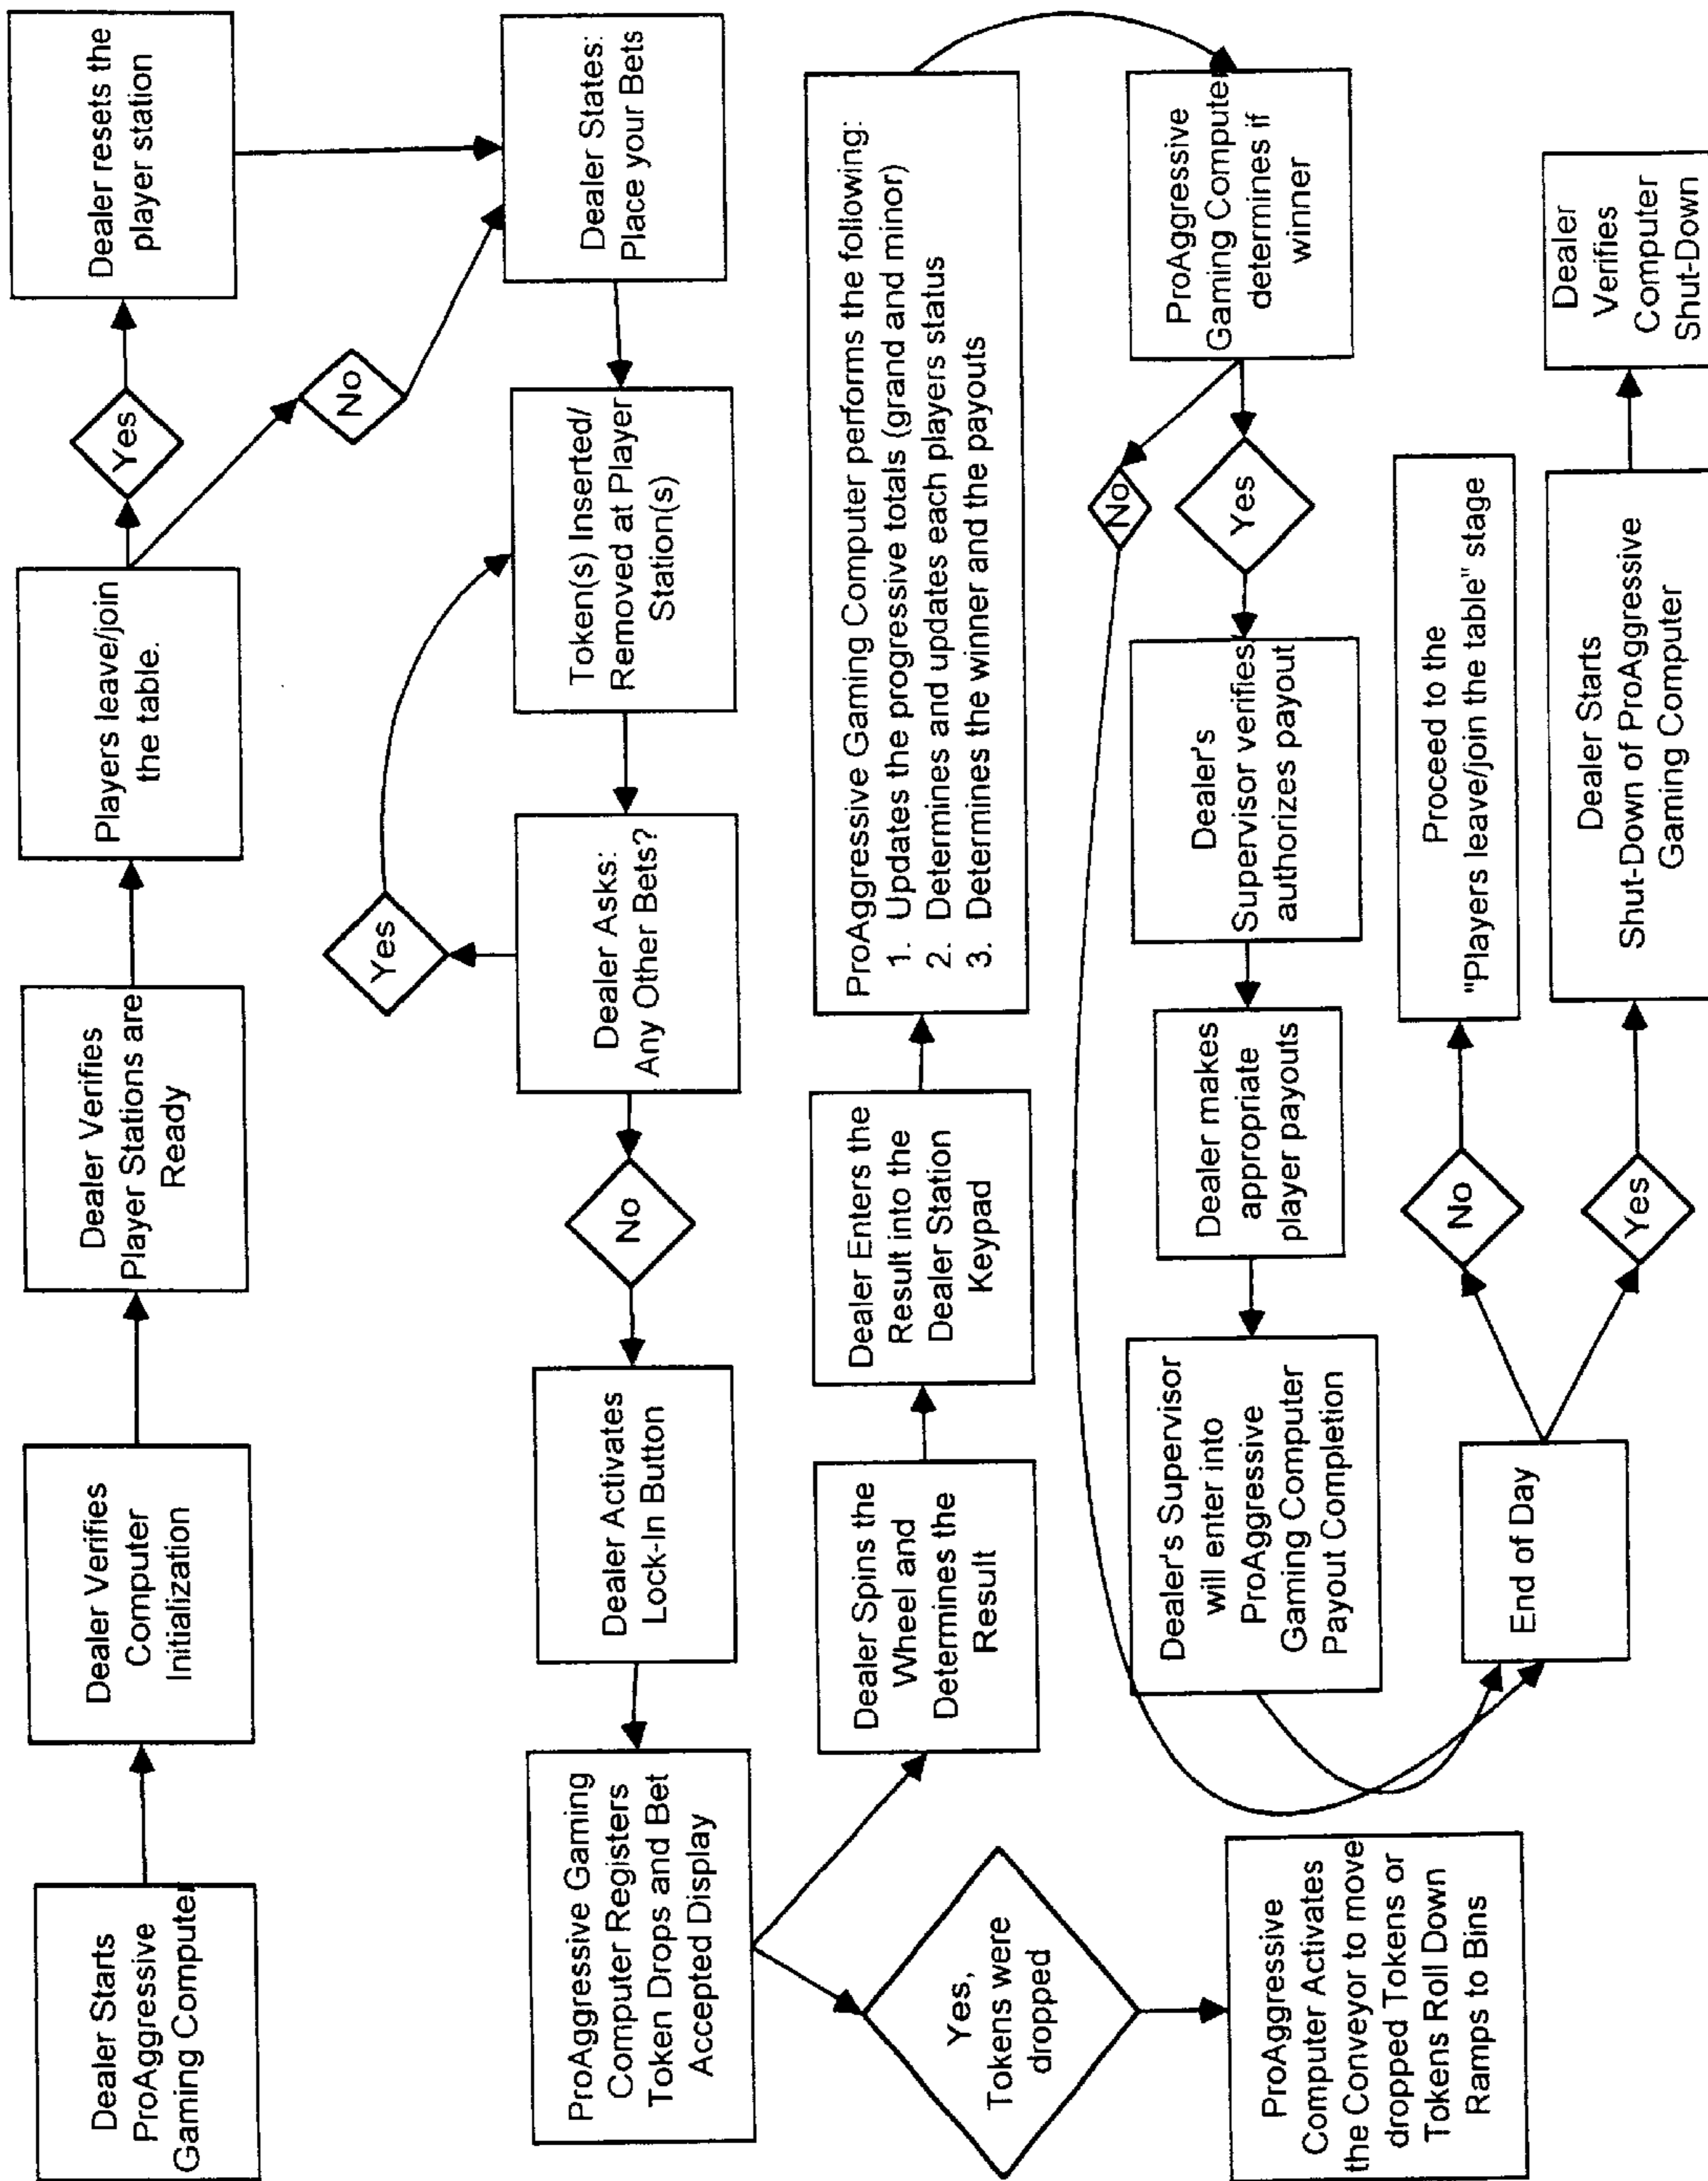 Dealer Starts
ProAggressive
Gaming Computer
Dealer Verifies
Computer
Initialization
Dealer Verifies
Player Stations are
Ready
Players leave/join
the table.
Yes
No
Dealer resets the
player station
Dealer States:
Place your Bets
Token(s) Inserted/
Removed at Player
Station(s)
Dealer Asks:
Any Other Bets?
Yes
No
Dealer Activates
Lock-In Button
ProAggressive Gaming
Computer Registers
Token Drops and Bet
Accepted Display
Yes,
Tokens were
dropped
ProAggressive
Computer Activates
the Conveyor to move
dropped Tokens or
Tokens Roll Down
Ramps to Bins
Dealer Spins the
Wheel and
Determines the
Result
Dealer Enters the
Result into the
Dealer Station
Keypad
ProAggressive Gaming Computer performs the following:
1. Updates the progressive totals (grand and minor)
2. Determines and updates each players status
3. Determines the winner and the payouts
ProAggressive
Gaming Compute
determines if
winner
No
Yes
Dealer's
Supervisor verifies
authorizes payout
Dealer makes
appropriate
player payouts
Dealer's Supervisor
will enter into
ProAggressive
Gaming Computer
Payout Completion
End of Day
No
Proceed to the
"Players leave/join the table" stage
Yes
Dealer Starts
Shut-Down of ProAggressive
Gaming Computer
Dealer
Verifies
Computer
Shut-Down